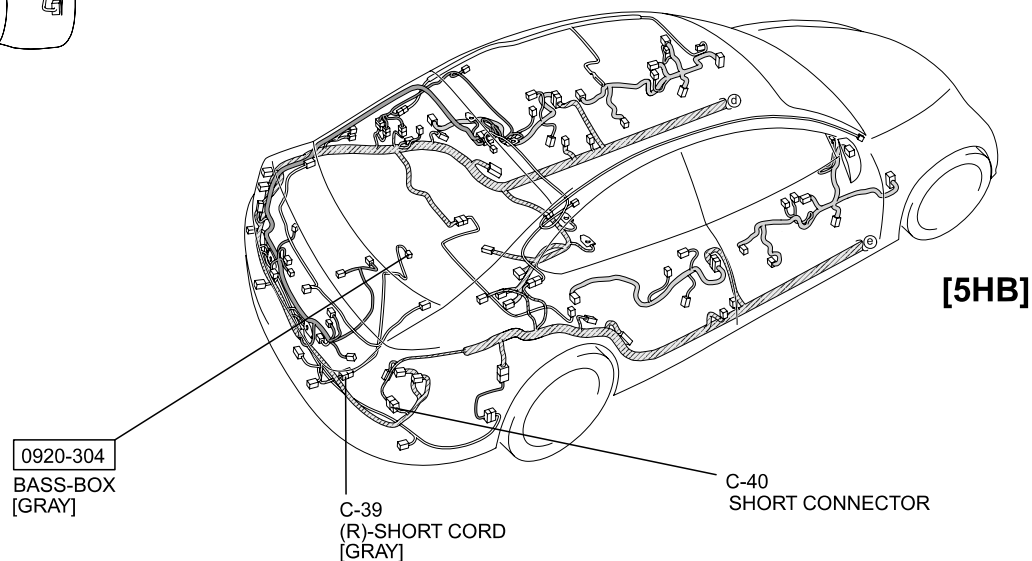 d
e
[5HB]
0920-304
BASS-BOX
[GRAY]
C-39
(R)-SHORT CORD
[GRAY]
C-40
SHORT CONNECTOR